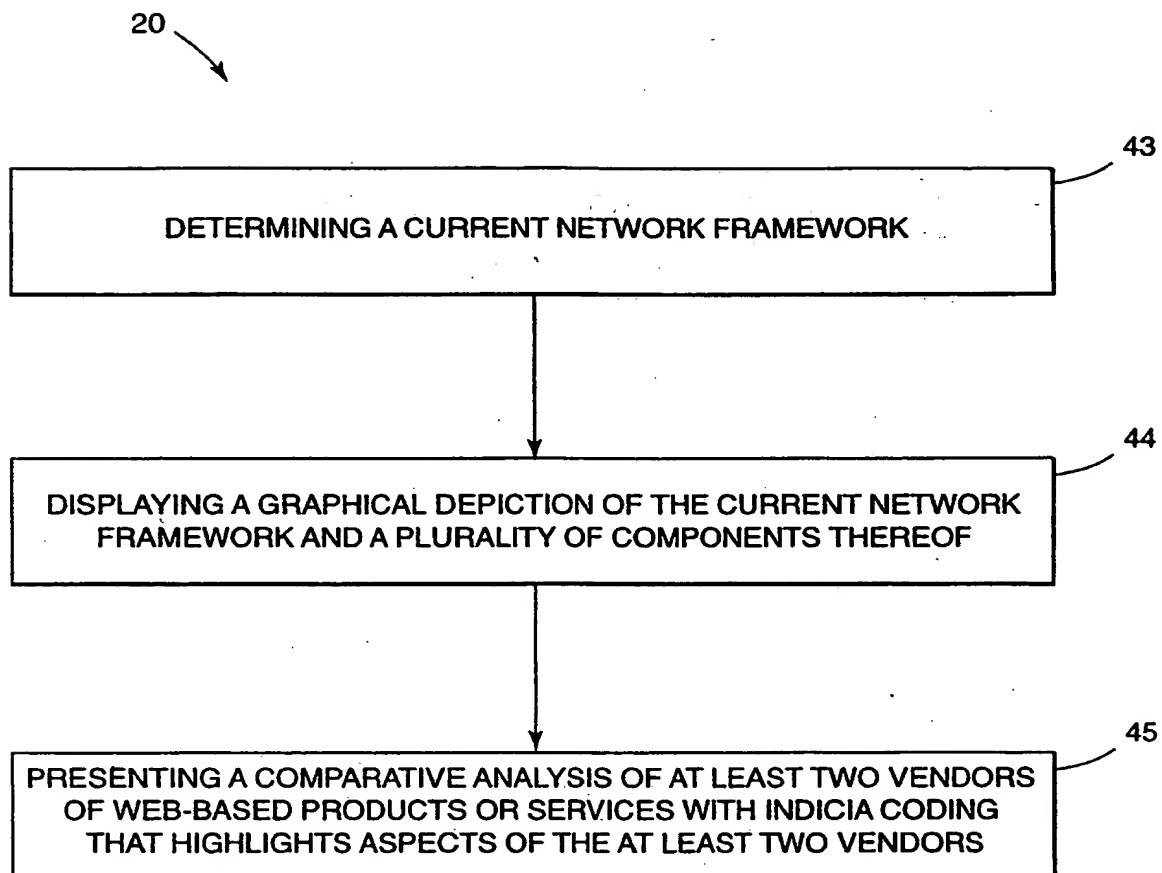 20
43
DETERMINING A CURRENT NETWORK FRAMEWORK
44
DISPLAYING A GRAPHICAL DEPICTION OF THE CURRENT NETWORK
FRAMEWORK AND A PLURALITY OF COMPONENTS THEREOF
45
PRESENTING A COMPARATIVE ANALYSIS OF AT LEAST TWO VENDORS
OF WEB-BASED PRODUCTS OR SERVICES WITH INDICIA CODING
THAT HIGHLIGHTS ASPECTS OF THE AT LEAST TWO VENDORS